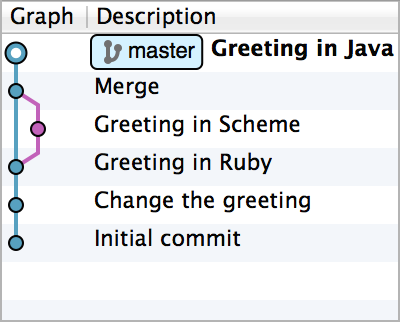 Graph Description
master Greeting in Java
Merge
Greeting in Scheme
Greeting in Ruby
Change the greeting
Initial commit